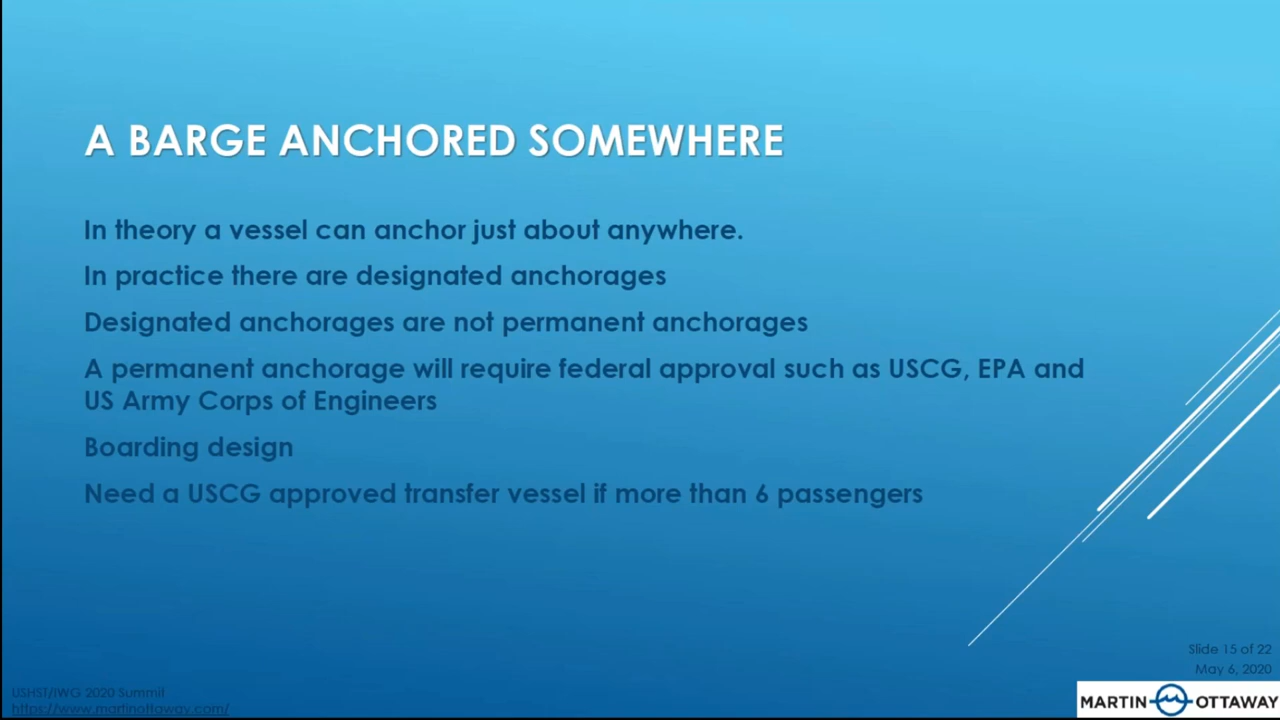 A BARGE ANCHORED SOMEWHERE
In theory a vessel can anchor just about anywhere.
In practice there are designated anchorages
Designated anchorages are not permanent anchorages
A permanent anchorage will require federal approval such as USCG, EPA and
US Army Corps of Engineers
Boarding design
Need a USCG approved transfer vessel if more than 6 passengers
Slide 15 of 22
May 6, 2020
USHST/IWG 2020 Summit
https://www.martinottaway.com/
MARTIN OTTAWAY